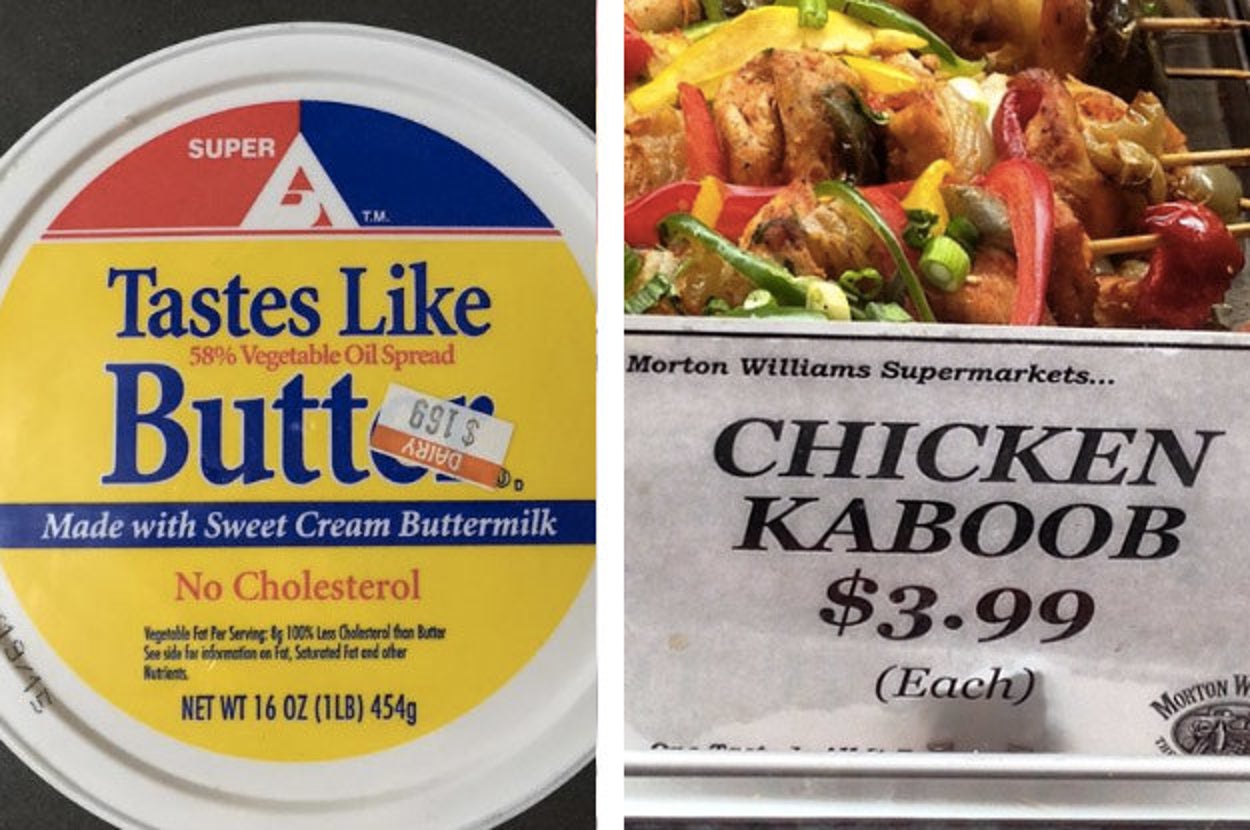 SUPER
A
T.M.
Tastes Like
58% Vegetable Oil Spread
Butt
$169
DAIRY
Made with Sweet Cream Buttermilk
No Cholesterol
Vegetable Fat Per Serving: 8g 100% Less Cholesterol than Butter
See side for information on Fat, Saturated Fat and other
Nutrients.
NET WT 16 OZ (1LB) 454g
Morton Williams Supermarkets...
CHICKEN
KABOOB
$3.99
(Each)
MORTON W